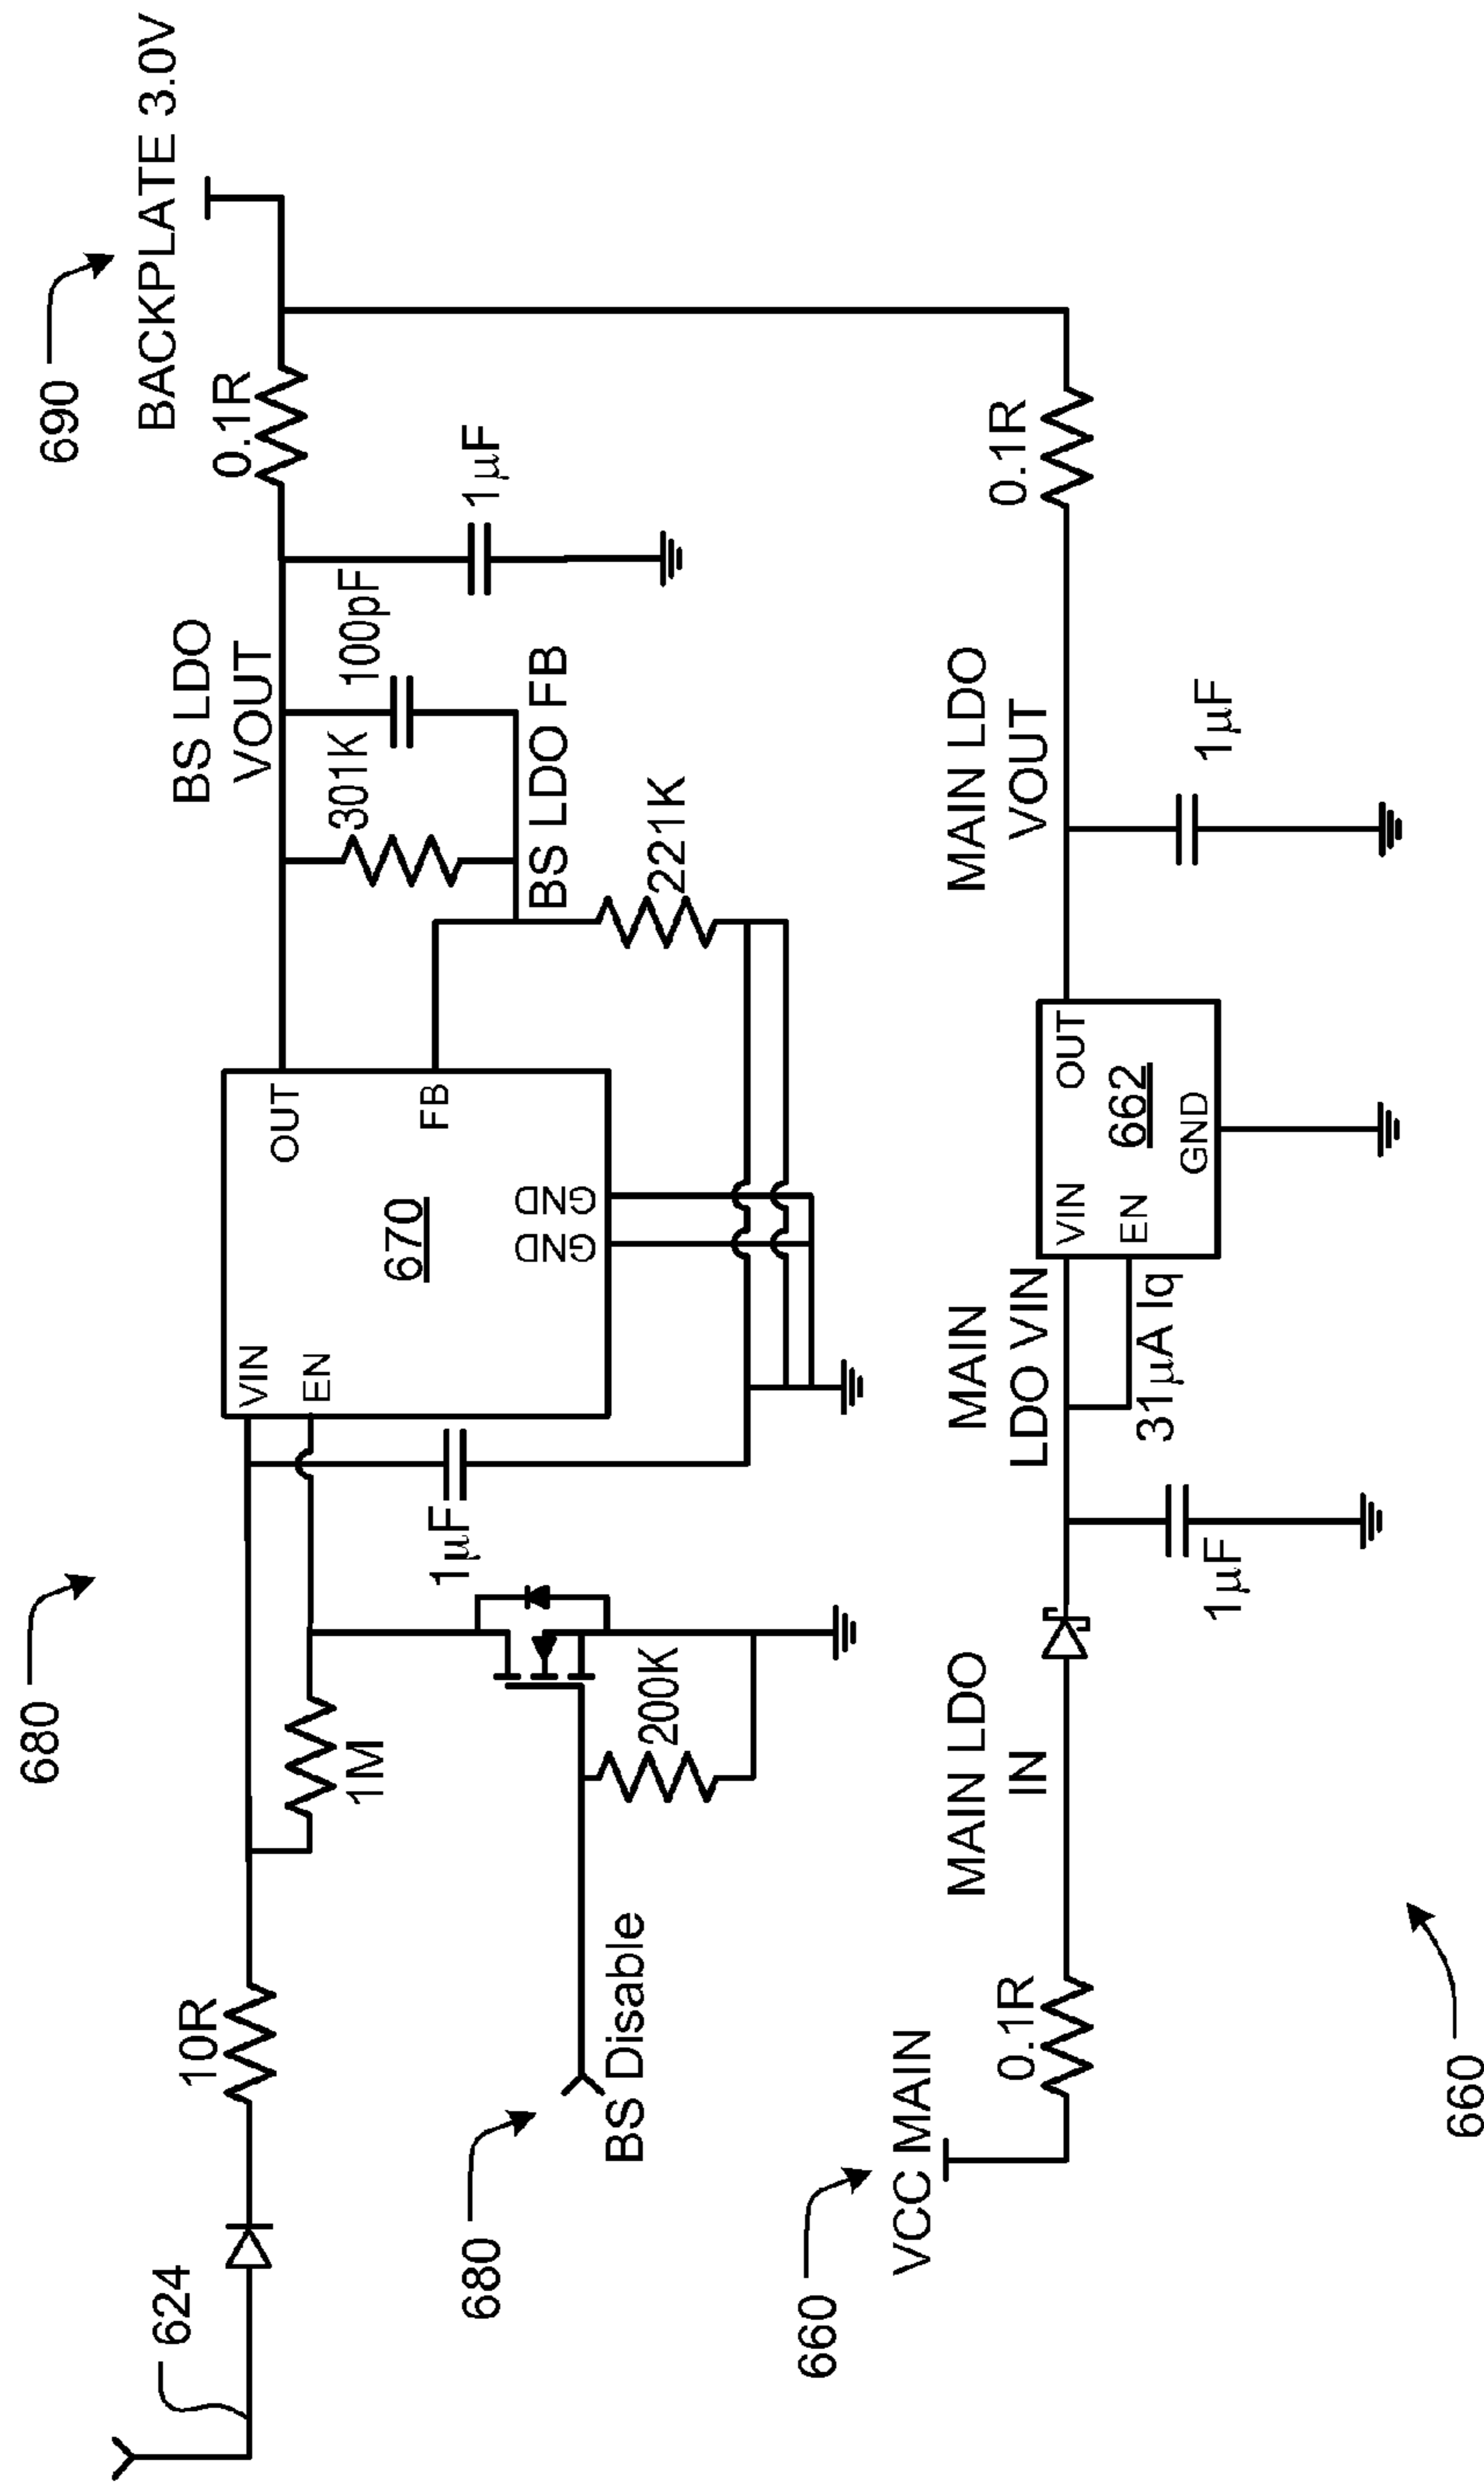 690
BACKPLATE 3.0V
680
BS LDO
VOUT
0.1R
624
10R
1M
VIN
EN
OUT
FB
670
GND
GND
301K
100pF
1µF
BS LDO FB
1µF
221K
200K
680
BS Disable
660
VCC MAIN
MAIN LDO
IN
MAIN
LDO VIN
MAIN LDO
VOUT
0.1R
0.1R
VIN
EN
OUT
662
GND
31µA Iq
1µF
1µF
660